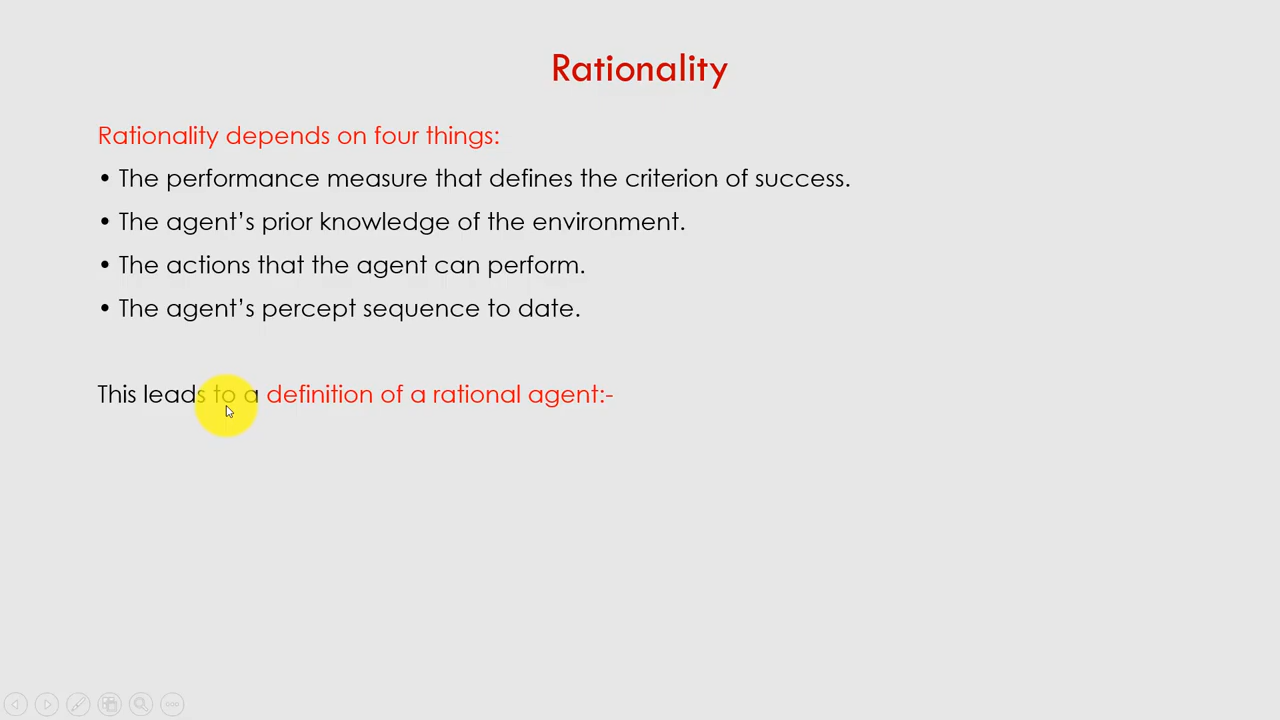 Rationality
Rationality depends on four things:
• The performance measure that defines the criterion of success.
• The agent’s prior knowledge of the environment.
• The actions that the agent can perform.
• The agent’s percept sequence to date.
This leads to a definition of a rational agent:-